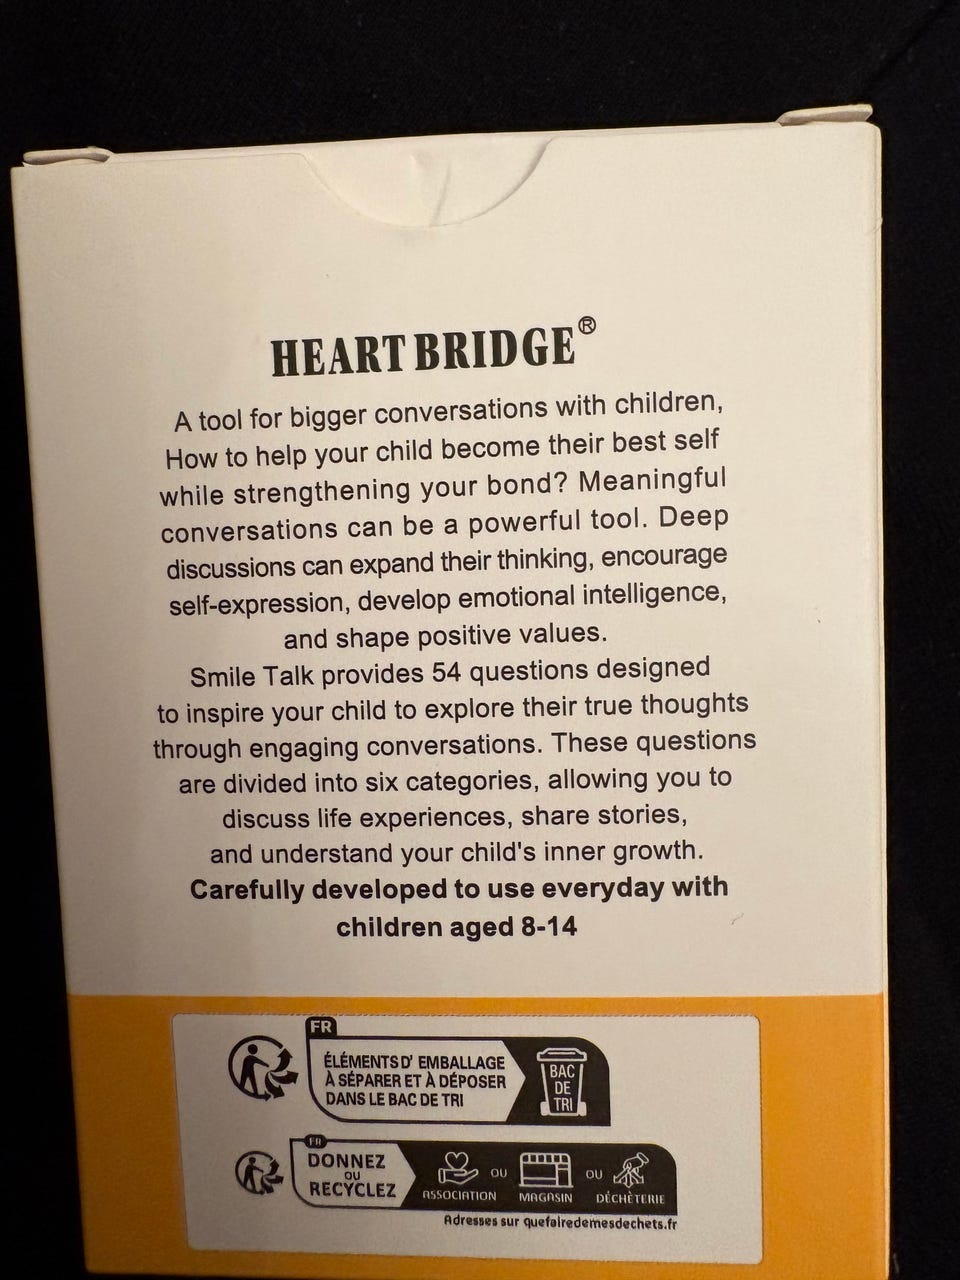 HEART BRIDGE®
A tool for bigger conversations with children,
How to help your child become their best self
while strengthening your bond? Meaningful
conversations can be a powerful tool. Deep
discussions can expand their thinking, encourage
self-expression, develop emotional intelligence,
and shape positive values.
Smile Talk provides 54 questions designed
to inspire your child to explore their true thoughts
through engaging conversations. These questions
are divided into six categories, allowing you to
discuss life experiences, share stories,
and understand your child's inner growth.
Carefully developed to use everyday with
children aged 8-14
FR
ÉLÉMENTS D' EMBALLAGE
À SÉPARER ET À DÉPOSER
DANS LE BAC DE TRI
BAC
DE
TRI
FR
DONNEZ
OU
RECYCLEZ
ASSOCIATION
OU
MAGASIN
OU
DÉCHÈTERIE
Adresses sur quefairedemesdechets.fr